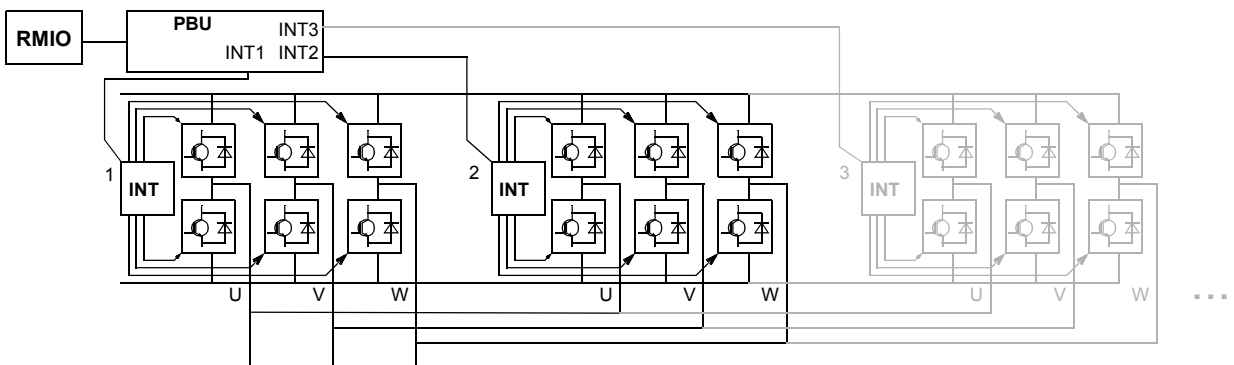 RMIO
PBU
INT3
INT1 INT2
1
INT
2
INT
3
INT
U V W
U V W
U V W
...